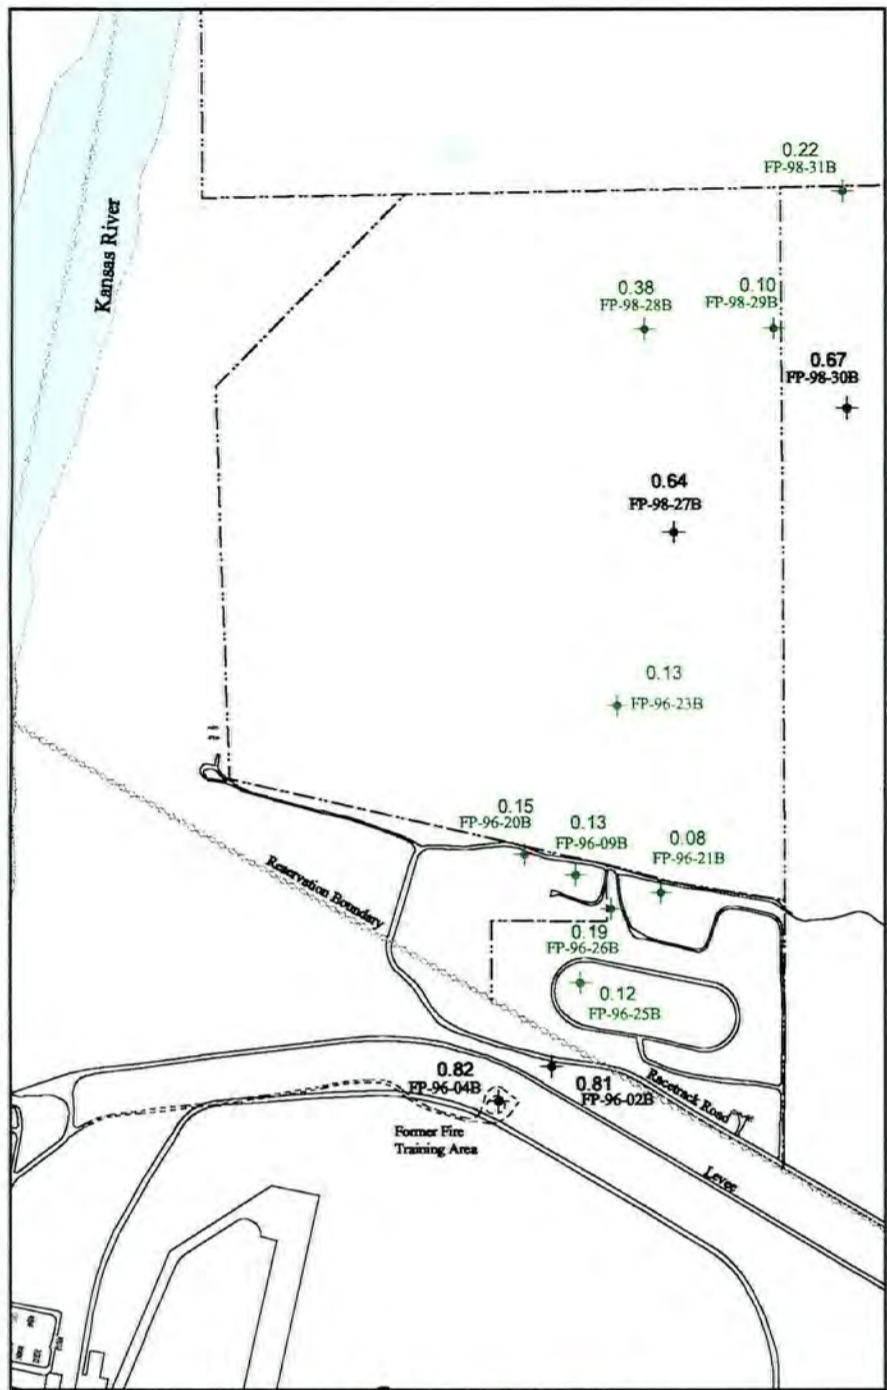 0.22
FP-98-31B
Kansas River
0.38
FP-98-28B
0.10
FP-98-29B
0.67
FP-98-30B
0.64
FP-98-27B
0.13
FP-96-23B
0.15
FP-96-20B
0.13
FP-96-09B
0.08
FP-96-21B
Reservation Boundary
0.19
FP-96-26B
0.12
FP-96-25B
0.82
FP-96-04B
0.81
FP-96-02B
Racetrack Road
Former Fire
Training Area
Levee